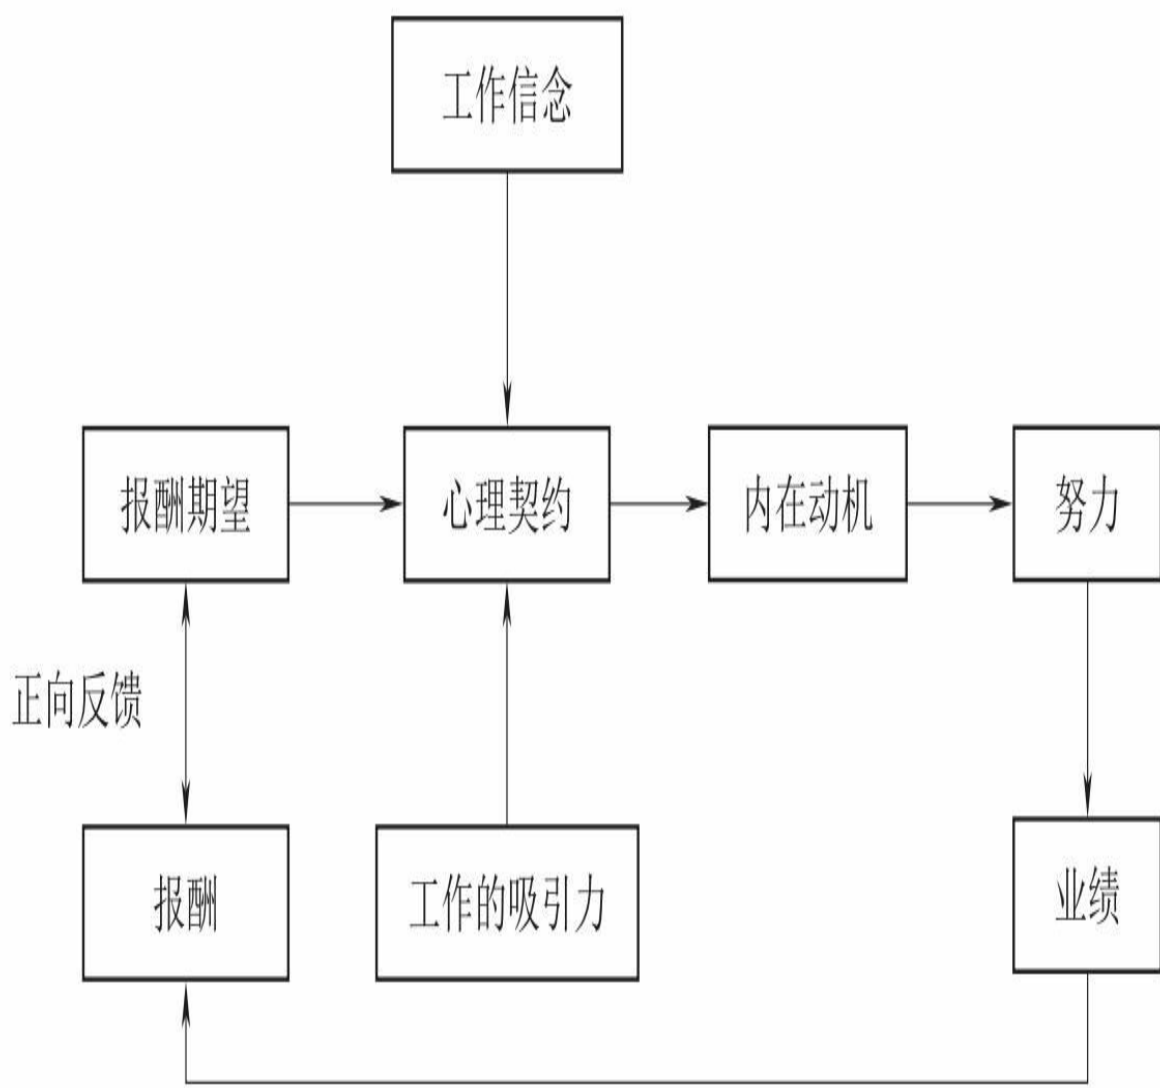 工作信念
报酬期望
心理契约
内在动机
努力
正向反馈
报酬
工作的吸引力
业绩